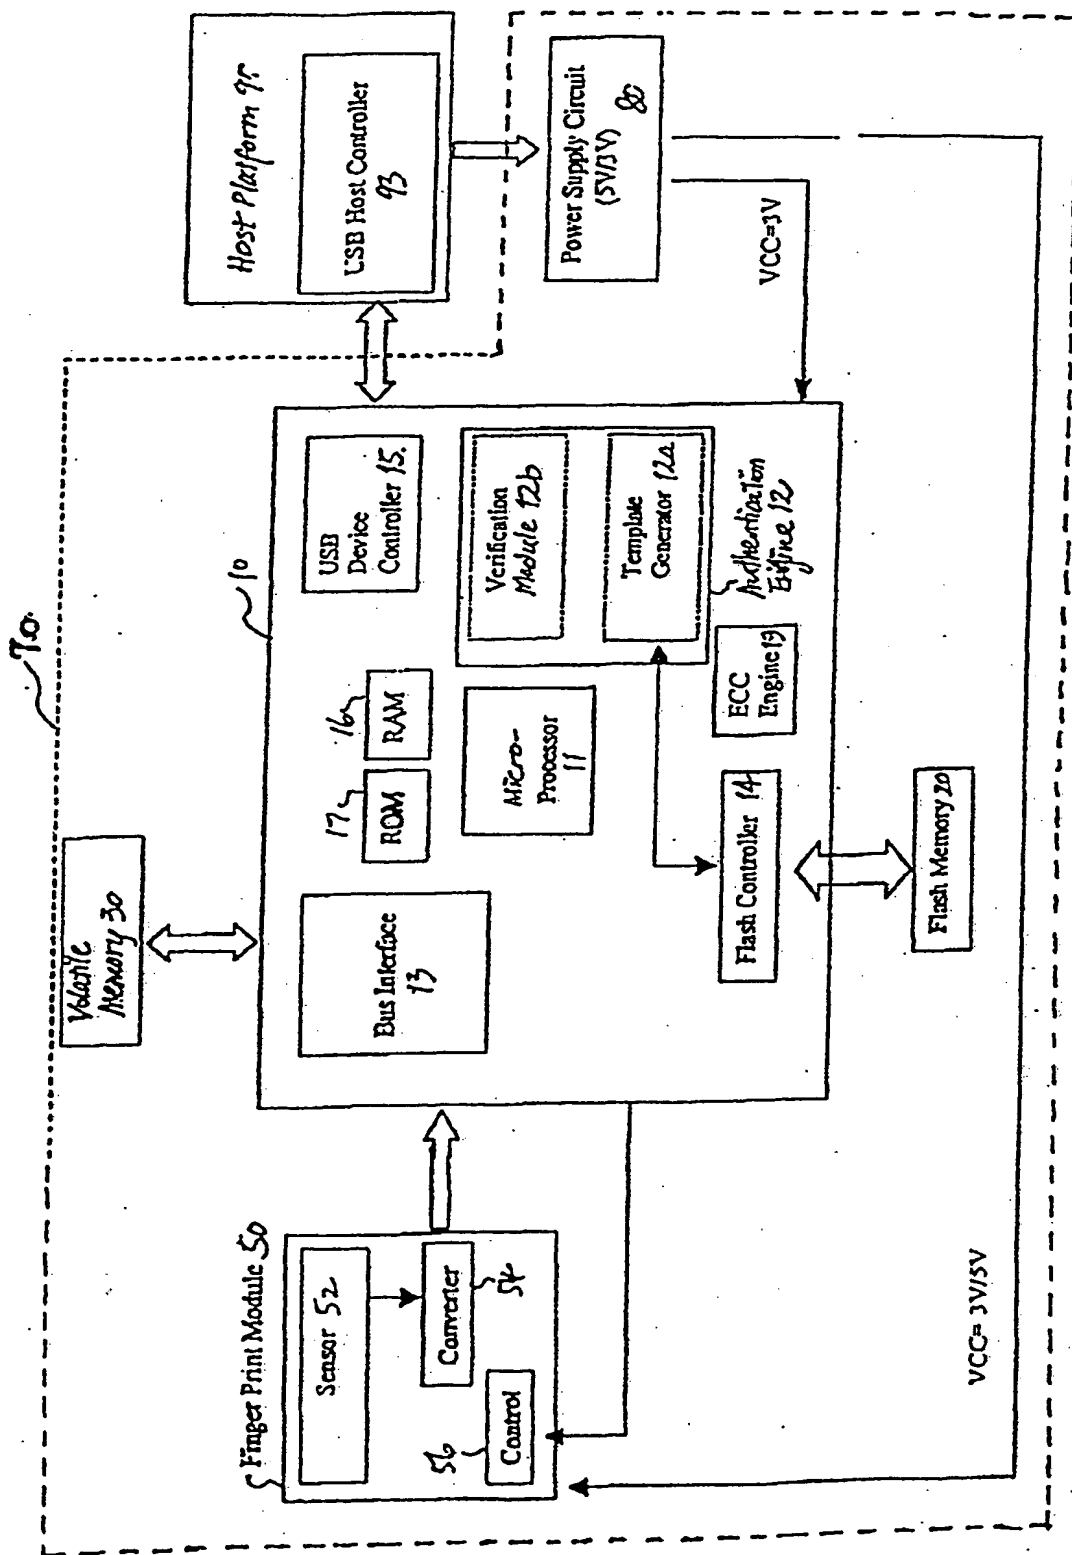 70
Host Platform
USB Host Controller
93
Power Supply Circuit
(5V/3V)
80
VCC=3V
Volatile
Memory 30
10
USB
Device
Controller 15.
16
RAM
17
ROM
Bus Interface
13
Micro-
Processor
11
Verification
Module 12b
Template
Generator 12a
Authentication
Engine 12
ECC
Engine 19
Flash Controller 14
Flash Memory 20
Finger Print Module 50
Sensor 52
Converter
54
56
Control
VCC= 3V/5V